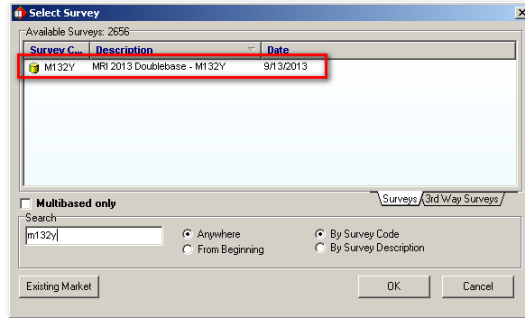 Select Survey
Available Surveys: 2656
Survey C... Description Date
M132Y MRI 2013 Doublebase - M132Y 9/13/2013
Multibased only
Surveys 3rd Way Surveys
Search
m132y
Anywhere By Survey Code
From Beginning By Survey Description
Existing Market OK Cancel